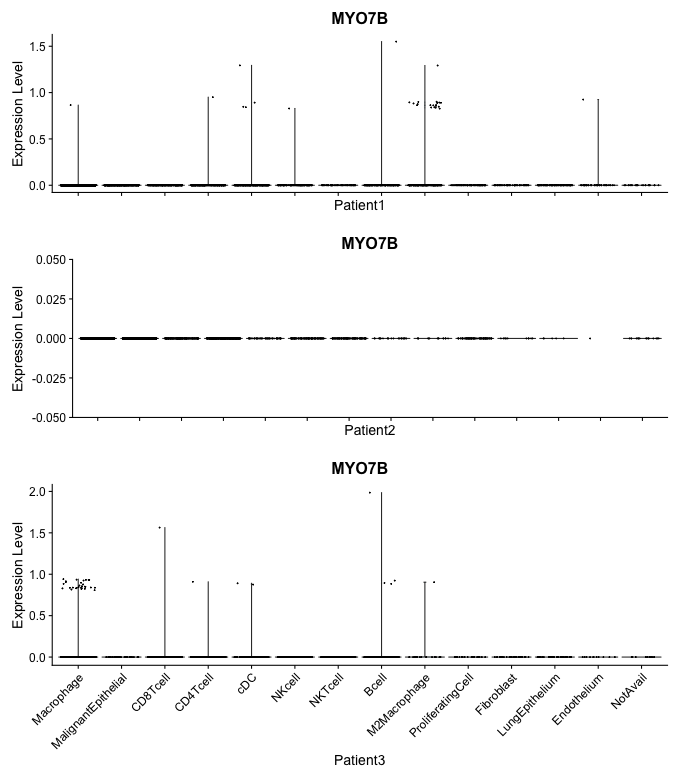 MYO7B
Expression Level
1.5
1.0
0.5
0.0
Patient1
MYO7B
Expression Level
0.050
0.025
0.000
-0.025
-0.050
Patient2
MYO7B
Expression Level
2.0
1.5
1.0
0.5
0.0
Macrophage
MalignantEpithelial
CD8Tcell
CD4Tcell
cDC
NKcell
NKTcell
Bcell
M2Macrophage
ProliferatingCell
Fibroblast
LungEpithelium
Endothelium
NotAvail
Patient3